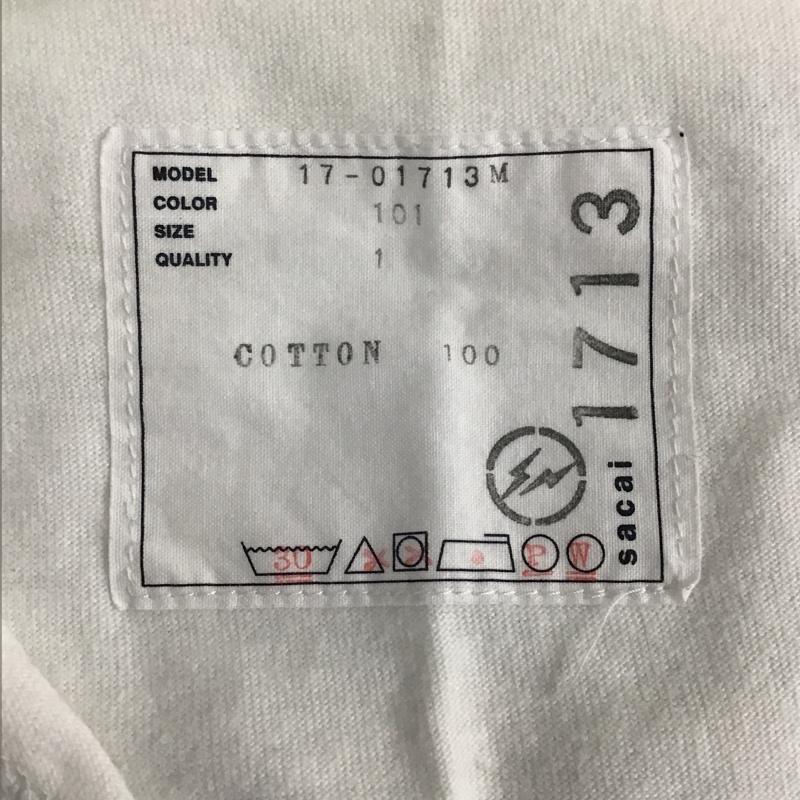 MODEL 17-01713M
COLOR 101
SIZE
QUALITY 1
COTTON 100
1713
sacai
30 P W